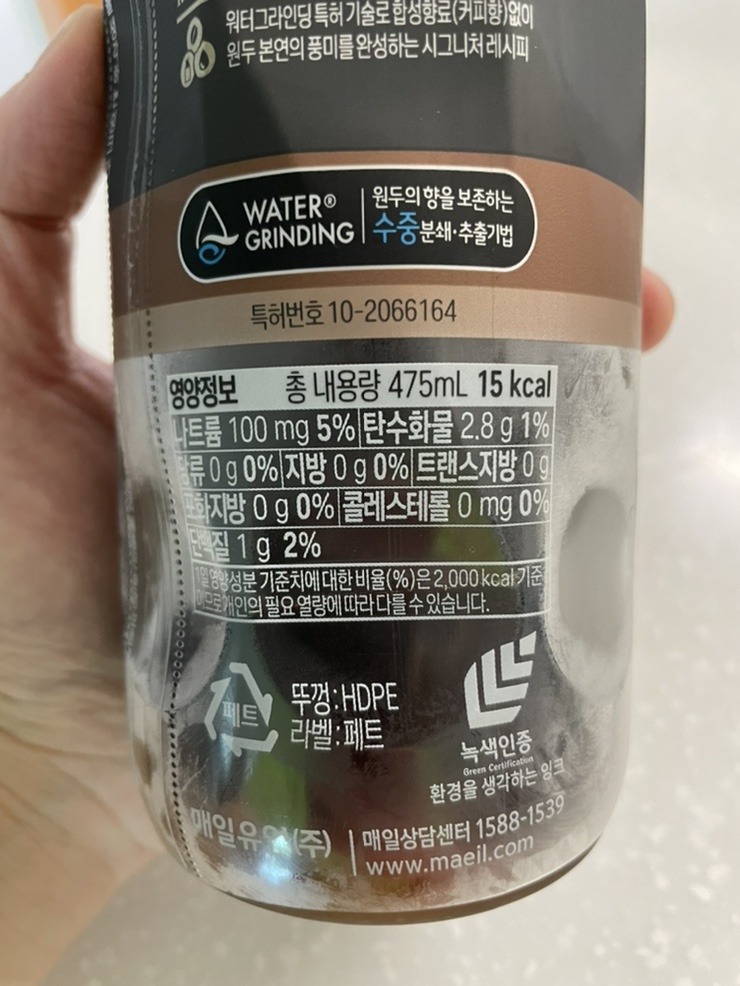 워터그라인딩 특허 기술로 합성향료(커피향)없이
원두 본연의 풍미를 완성하는 시그니처 레시피
WATER®
GRINDING
원두의 향을 보존하는
수중분쇄·추출기법
특허번호 10-2066164
영양정보 총 내용량 475mL 15 kcal
나트륨 100 mg 5% 탄수화물 2.8 g 1%
당류 0 g 0% 지방 0 g 0% 트랜스지방 0 g
포화지방 0 g 0% 콜레스테롤 0 mg 0%
단백질 1 g 2%
1일 영양성분 기준치에 대한 비율(%)은 2,000 kcal 기준
이므로 개인의 필요 열량에 따라 다를 수 있습니다.
페트
뚜껑:HDPE
라벨:페트
녹색인증
Green Certification
환경을 생각하는 잉크
매일유업(주)
매일상담센터 1588-1539
www.maeil.com